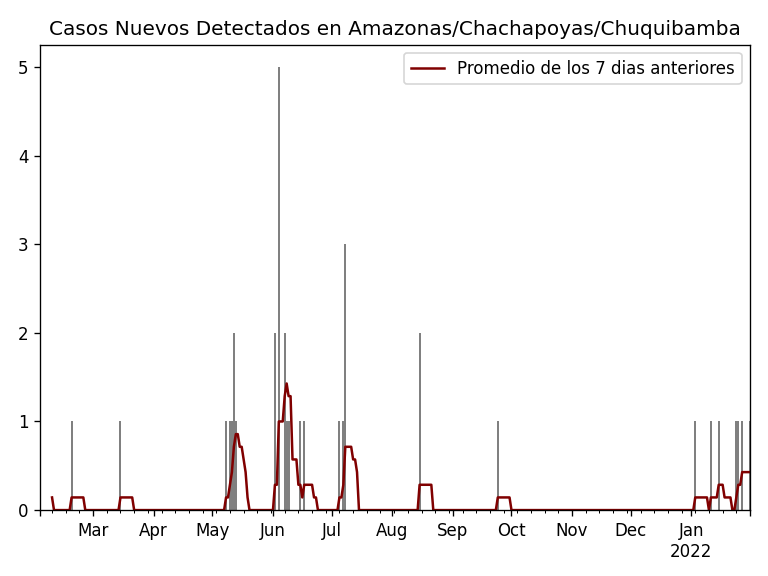 Casos Nuevos Detectados en Amazonas/Chachapoyas/Chuquibamba
Promedio de los 7 dias anteriores
5
4
3
2
1
0
Mar Apr May Jun Jul Aug Sep Oct Nov Dec Jan
2022